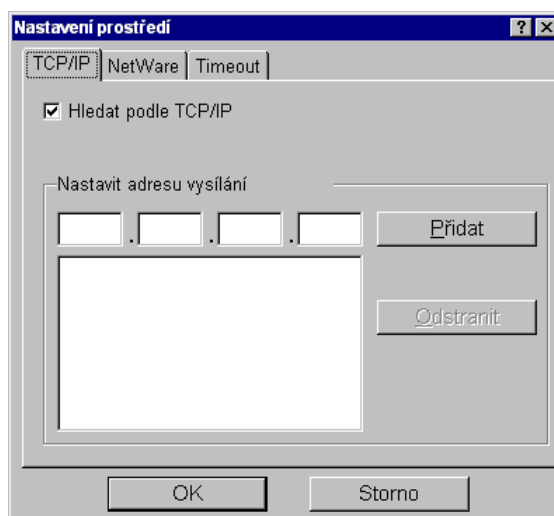 Nastavení prostředí
TCP/IP NetWare Timeout
Hledat podle TCP/IP
Nastavit adresu vysílání
. . .
Přidat
Odstranit
OK Storno